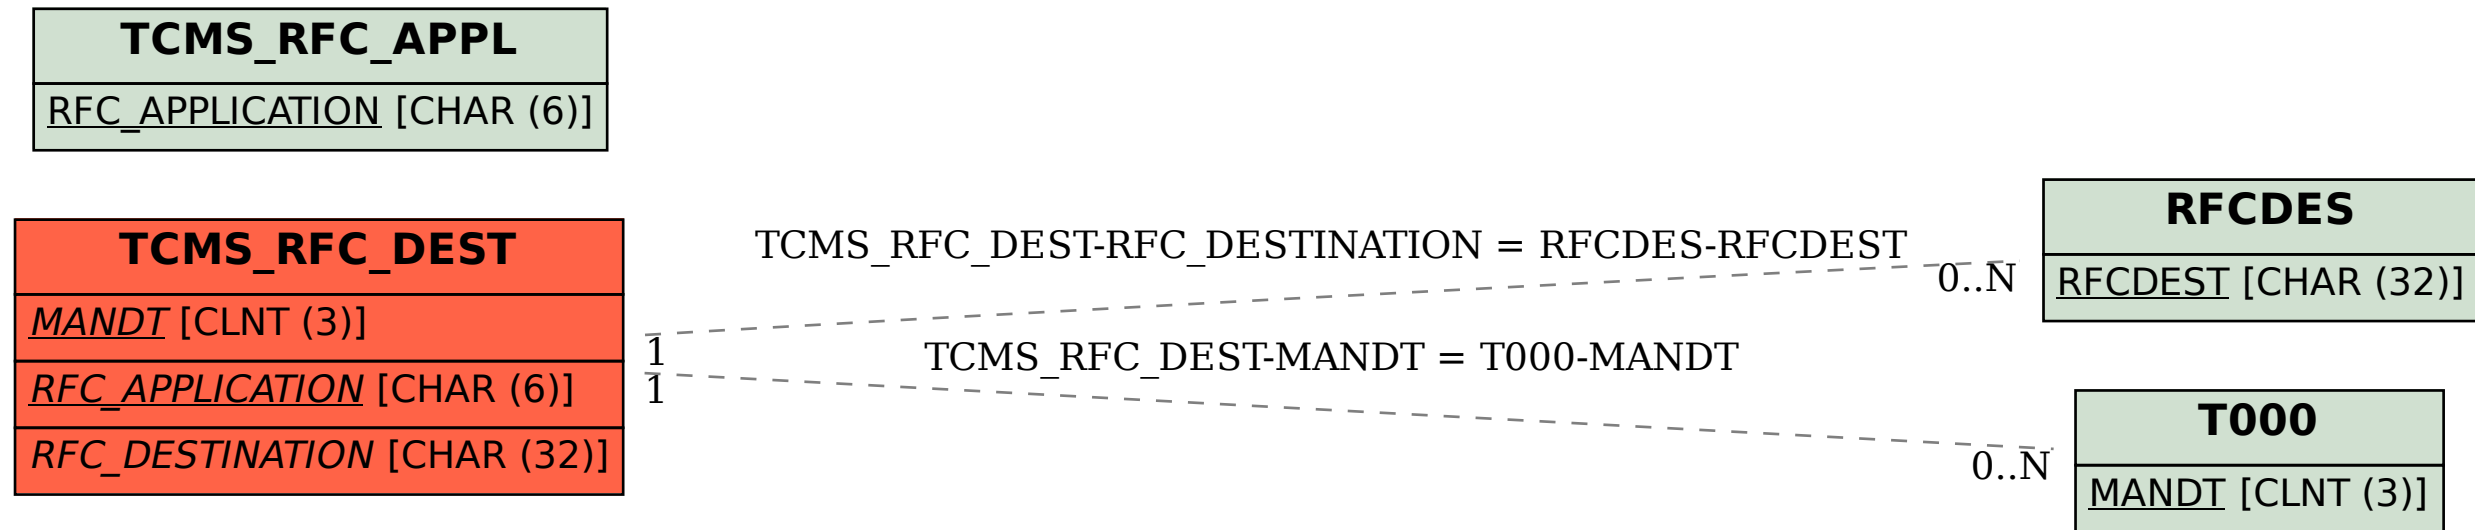 TCMS_RFC_APPL
RFC_APPLICATION [CHAR (6)]
TCMS_RFC_DEST
MANDT [CLNT (3)]
RFC_APPLICATION [CHAR (6)]
RFC_DESTINATION [CHAR (32)]
TCMS_RFC_DEST-RFC_DESTINATION = RFCDES-RFCDEST
0..N
1
TCMS_RFC_DEST-MANDT = T000-MANDT
1
0..N
RFCDES
RFCDEST [CHAR (32)]
T000
MANDT [CLNT (3)]